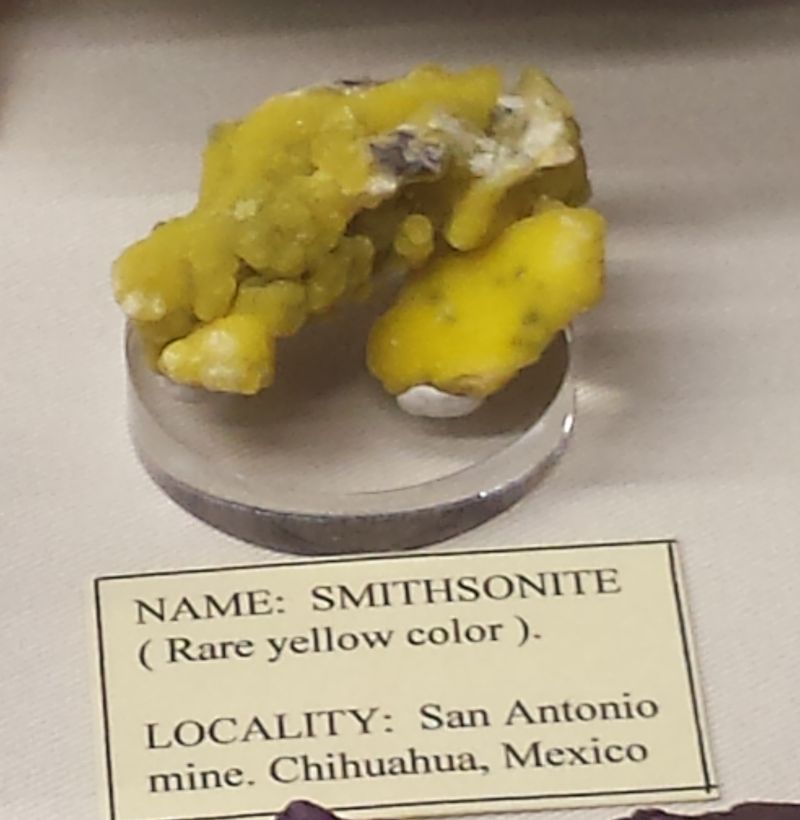 NAME: SMITHSONITE
( Rare yellow color ).
LOCALITY: San Antonio
mine. Chihuahua, Mexico